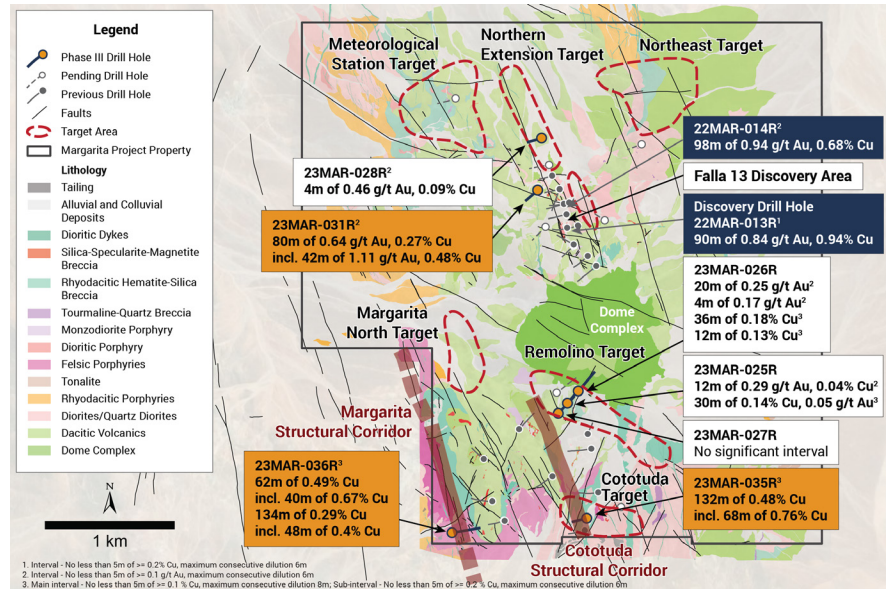 Legend
Phase III Drill Hole
Pending Drill Hole
Previous Drill Hole
Faults
Target Area
Margarita Project Property
Lithology
Tailing
Alluvial and Colluvial
Deposits
Dioritic Dykes
Silica-Specularite-Magnetite
Breccia
Rhyodacitic Hematite-Silica
Breccia
Tourmaline-Quartz Breccia
Monzodiorite Porphyry
Dioritic Porphyry
Felsic Porphyries
Tonalite
Rhyodacitic Porphyries
Diorites/Quartz Diorites
Dacitic Volcanics
Dome Complex
N
1 km
Meteorological
Station Target
Northern
Extension Target
Northeast Target
22MAR-014R²
98m of 0.94 g/t Au, 0.68% Cu
23MAR-028R²
4m of 0.46 g/t Au, 0.09% Cu
Falla 13 Discovery Area
23MAR-031R²
80m of 0.64 g/t Au, 0.27% Cu
incl. 42m of 1.11 g/t Au, 0.48% Cu
Discovery Drill Hole
22MAR-013R¹
90m of 0.84 g/t Au, 0.94% Cu
23MAR-026R
20m of 0.25 g/t Au²
4m of 0.17 g/t Au²
36m of 0.18% Cu³
12m of 0.13% Cu³
Dome
Complex
Margarita
North Target
Remolino Target
23MAR-025R
12m of 0.29 g/t Au, 0.04% Cu²
30m of 0.14% Cu, 0.05 g/t Au³
Margarita
Structural Corridor
23MAR-027R
No significant interval
23MAR-036R³
62m of 0.49% Cu
incl. 40m of 0.67% Cu
134m of 0.29% Cu
incl. 48m of 0.4% Cu
Cototuda
Target
23MAR-035R³
132m of 0.48% Cu
incl. 68m of 0.76% Cu
Cototuda
Structural Corridor
1. Interval - No less than 5m of >= 0.2% Cu, maximum consecutive dilution 6m
2. Interval - No less than 5m of >= 0.1 g/t Au, maximum consecutive dilution 6m
3. Main interval - No less than 5m of >= 0.1 % Cu, maximum consecutive dilution 8m; Sub-interval - No less than 5m of >= 0.2 % Cu, maximum consecutive dilution 6m